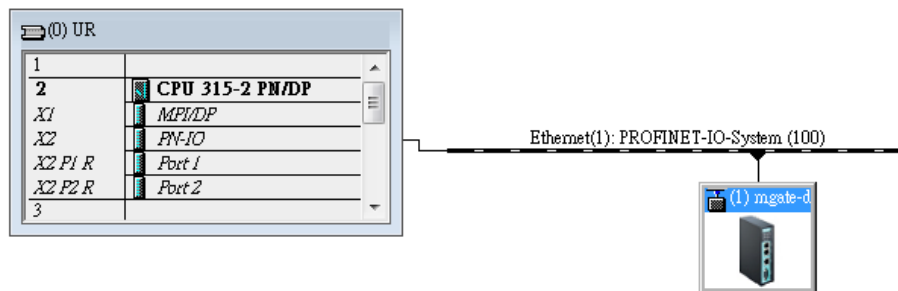 (0) UR
1
2 CPU 315-2 PN/DP
X1 MPI/DP
X2 PN-IO
X2 P1 R Port 1
X2 P2 R Port 2
3
Ethernet(1): PROFINET-IO-System (100)
(1) mgate-d